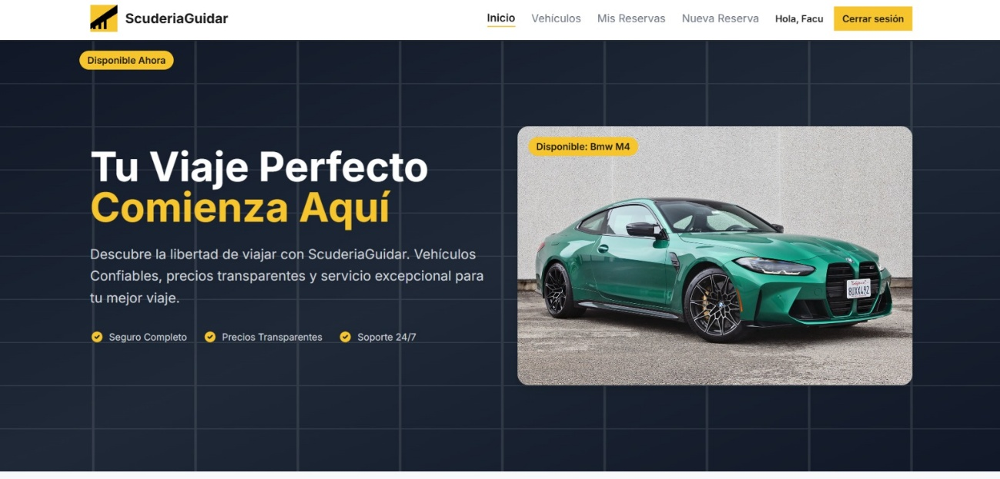 ScuderiaGuidar
Inicio
Vehículos
Mis Reservas
Nueva Reserva
Hola, Facu
Cerrar sesión
Disponible Ahora
Tu Viaje Perfecto
Comienza Aquí
Descubre la libertad de viajar con ScuderiaGuidar. Vehículos
Confiables, precios transparentes y servicio excepcional para
tu mejor viaje.
Seguro Completo
Precios Transparentes
Soporte 24/7
Disponible: Bmw M4
8UXX492